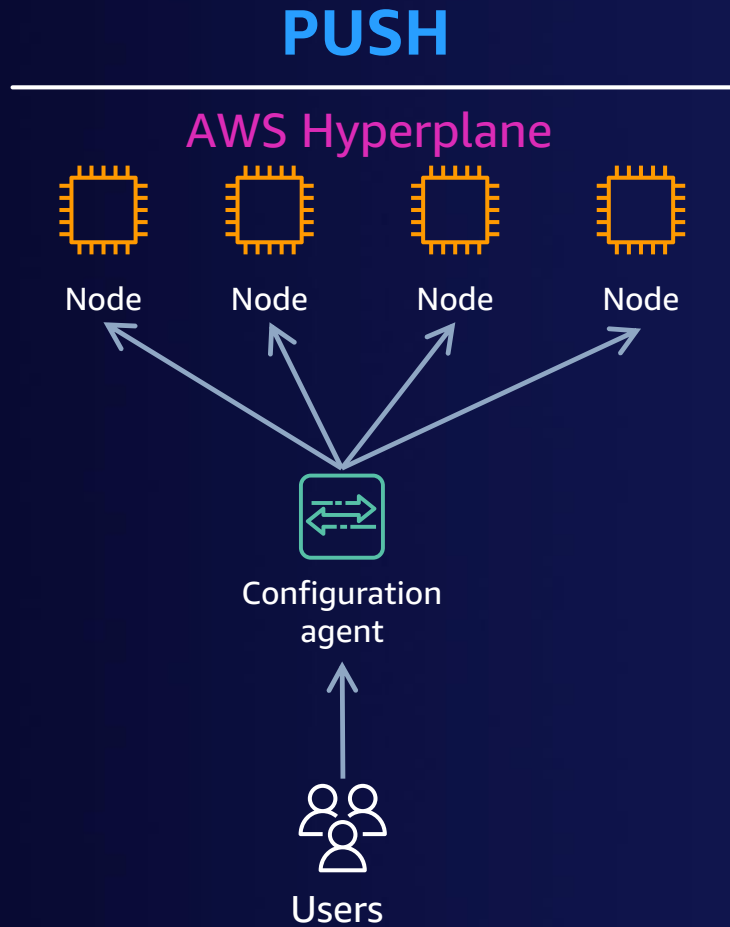 PUSH
AWS Hyperplane
Node Node Node Node
Configuration
agent
Users